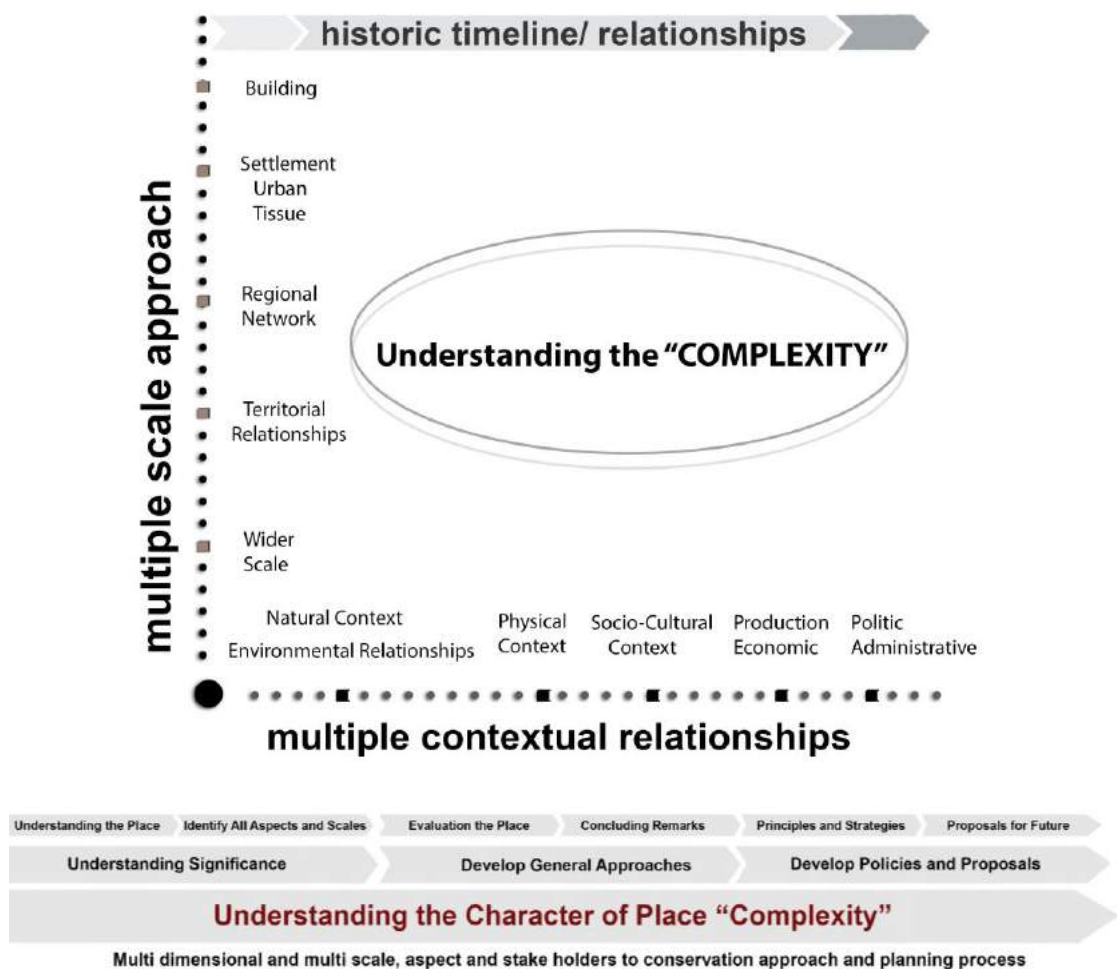 historic timeline/ relationships
multiple scale approach
Building
Settlement
Urban
Tissue
Regional
Network
Understanding the “COMPLEXITY”
Territorial
Relationships
Wider
Scale
Natural Context
Environmental Relationships
Physical
Context
Socio-Cultural
Context
Production
Economic
Politic
Administrative
multiple contextual relationships
Understanding the Place
Identify All Aspects and Scales
Evaluation the Place
Concluding Remarks
Principles and Strategies
Proposals for Future
Understanding Significance
Develop General Approaches
Develop Policies and Proposals
Understanding the Character of Place “Complexity”
Multi dimensional and multi scale, aspect and stake holders to conservation approach and planning process